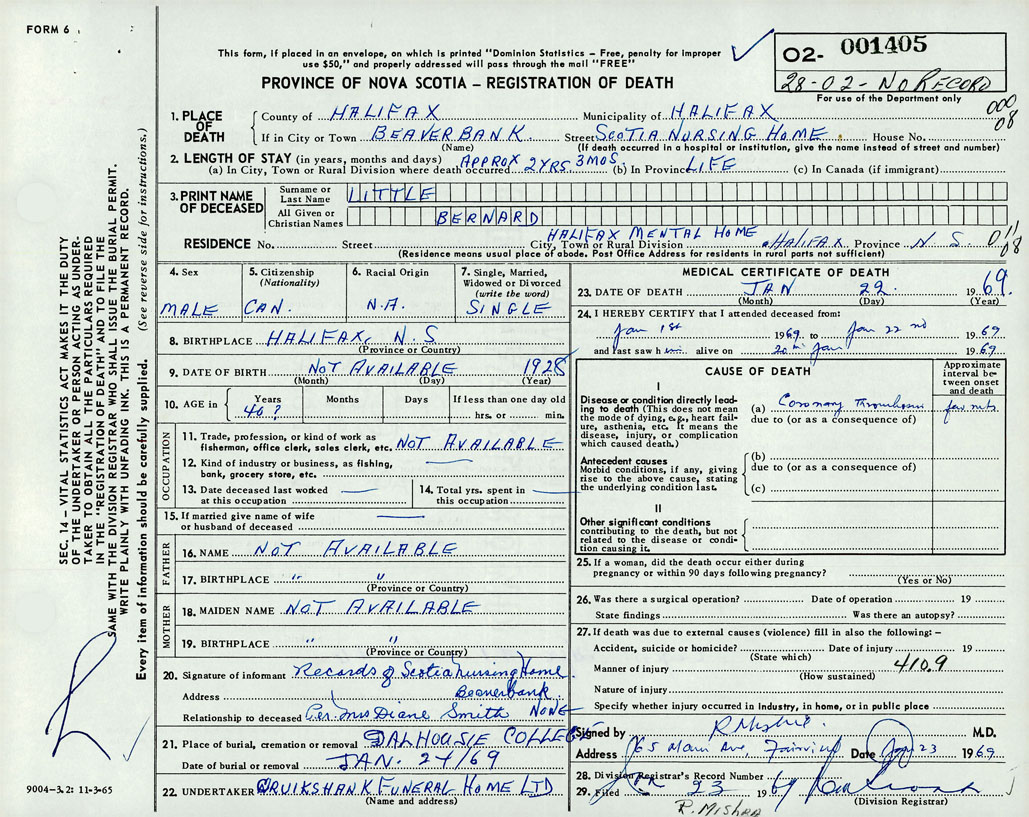 FORM 6
This form, if placed in an envelope, on which is printed "Dominion Statistics – Free, penalty for improper
use $50," and properly addressed will pass through the mail "FREE"
PROVINCE OF NOVA SCOTIA – REGISTRATION OF DEATH
O2- 001405
28-02- NO RECORD
For use of the Department only
000
08
1. PLACE OF DEATH
County of HALIFAX Municipality of HALIFAX
If in City or Town BEAVERBANK Street SCOTIA NURSING HOME House No.
(Name) (If death occurred in a hospital or institution, give the name instead of street and number)
2. LENGTH OF STAY (in years, months and days) APPROX 2 YRS. 3 MOS.
(a) In City, Town or Rural Division where death occurred (b) In Province LIFE (c) In Canada (if immigrant)
3. PRINT NAME OF DECEASED
Surname or Last Name LITTLE
All Given or Christian Names BERNARD
HALIFAX MENTAL HOME
RESIDENCE No. Street City, Town or Rural Division HALIFAX Province N S
(Residence means usual place of abode. Post Office Address for residents in rural parts not sufficient)
011
08
4. Sex MALE
5. Citizenship (Nationality) CAN.
6. Racial Origin N.A.
7. Single, Married, Widowed or Divorced (write the word) SINGLE
8. BIRTHPLACE HALIFAX, N.S
(Province or Country)
9. DATE OF BIRTH NOT AVAILABLE 1928
(Month) (Day) (Year)
10. AGE in Years 40? Months Days If less than one day old hrs. or min.
OCCUPATION
11. Trade, profession, or kind of work as
fisherman, office clerk, sales clerk, etc. NOT AVAILABLE
12. Kind of industry or business, as fishing,
bank, grocery store, etc.
13. Date deceased last worked
at this occupation
14. Total yrs. spent in
this occupation
15. If married give name of wife
or husband of deceased
FATHER
16. NAME NOT AVAILABLE
17. BIRTHPLACE " "
(Province or Country)
MOTHER
18. MAIDEN NAME NOT AVAILABLE
19. BIRTHPLACE " "
(Province or Country)
20. Signature of informant Records of Scotia Nursing Home
Address Beaverbank
Relationship to deceased Per. Mrs Diane Smith NONE
21. Place of burial, cremation or removal DALHOUSIE COLLEGE
Date of burial or removal JAN. 24/69
22. UNDERTAKER CRUIKSHANK FUNERAL HOME LTD
(Name and address)
MEDICAL CERTIFICATE OF DEATH
23. DATE OF DEATH JAN 22. 1969.
(Month) (Day) (Year)
24. I HEREBY CERTIFY that I attended deceased from:
Jan 1st 1969 to Jan 22nd 1969
and last saw h alive on Jan 1969
CAUSE OF DEATH
Approximate interval between onset and death
I
Disease or condition directly leading to death (This does not mean the mode of dying, e.g., heart failure, asthenia, etc. It means the disease, injury, or complication which caused death.)
(a) Coronary Thrombosis few mts.
due to (or as a consequence of)
Antecedent causes
Morbid conditions, if any, giving rise to the above cause, stating the underlying condition last.
(b)
due to (or as a consequence of)
(c)
II
Other significant conditions
contributing to the death, but not related to the disease or condition causing it.
25. If a woman, did the death occur either during
pregnancy or within 90 days following pregnancy?
(Yes or No)
26. Was there a surgical operation? Date of operation 19
State findings Was there an autopsy?
27. If death was due to external causes (violence) fill in also the following: –
Accident, suicide or homicide? Date of injury 19
(State which)
Manner of injury 410.9
(How sustained)
Nature of injury
Specify whether injury occurred in industry, in home, or in public place
Signed by R Mishra. M.D.
Address 165 Main Ave, Fairview Date Jan 23 1969.
28. Division Registrar's Record Number
29. Filed 23 1969
(Division Registrar)
R. MISHRA
SEC. 14 – VITAL STATISTICS ACT MAKES IT THE DUTY
OF THE UNDERTAKER OR PERSON ACTING AS UNDER-
TAKER TO OBTAIN ALL THE PARTICULARS REQUIRED
IN THE "REGISTRATION OF DEATH" AND TO FILE THE
SAME WITH THE DIVISION REGISTRAR WHO SHALL ISSUE THE BURIAL PERMIT.
WRITE PLAINLY WITH UNFADING INK. THIS IS A PERMANENT RECORD.
Every item of information should be carefully supplied. (See reverse side for instructions.)
9004-3.2: 11-3-65